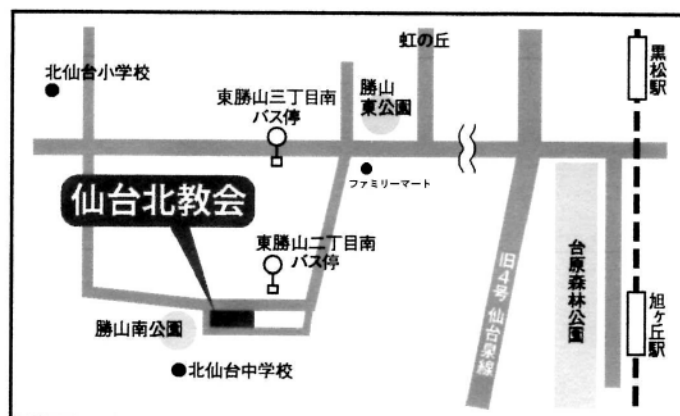 虹の丘
北仙台小学校
黒松駅
東勝山三丁目南
バス停
勝山
東公園
ファミリーマート
仙台北教会
東勝山二丁目南
バス停
旧4号 仙台泉線
台原森林公園
旭ヶ丘駅
勝山南公園
北仙台中学校